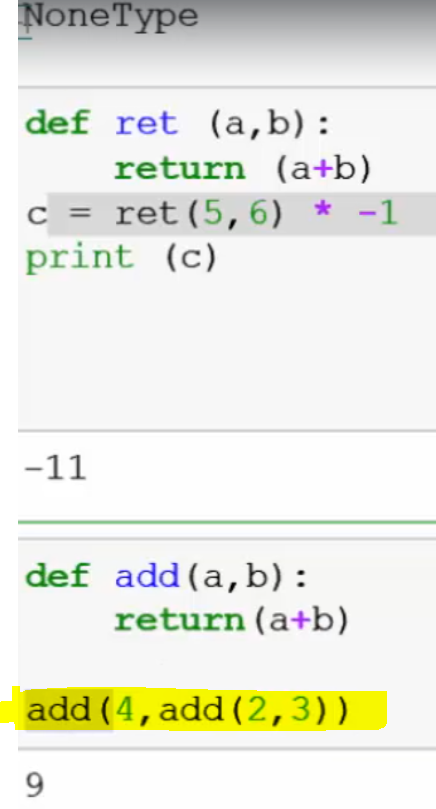 NoneType
def ret (a,b):
    return (a+b)
c = ret(5,6) * -1
print (c)
-11
def add(a,b):
    return(a+b)
add(4,add(2,3))
9